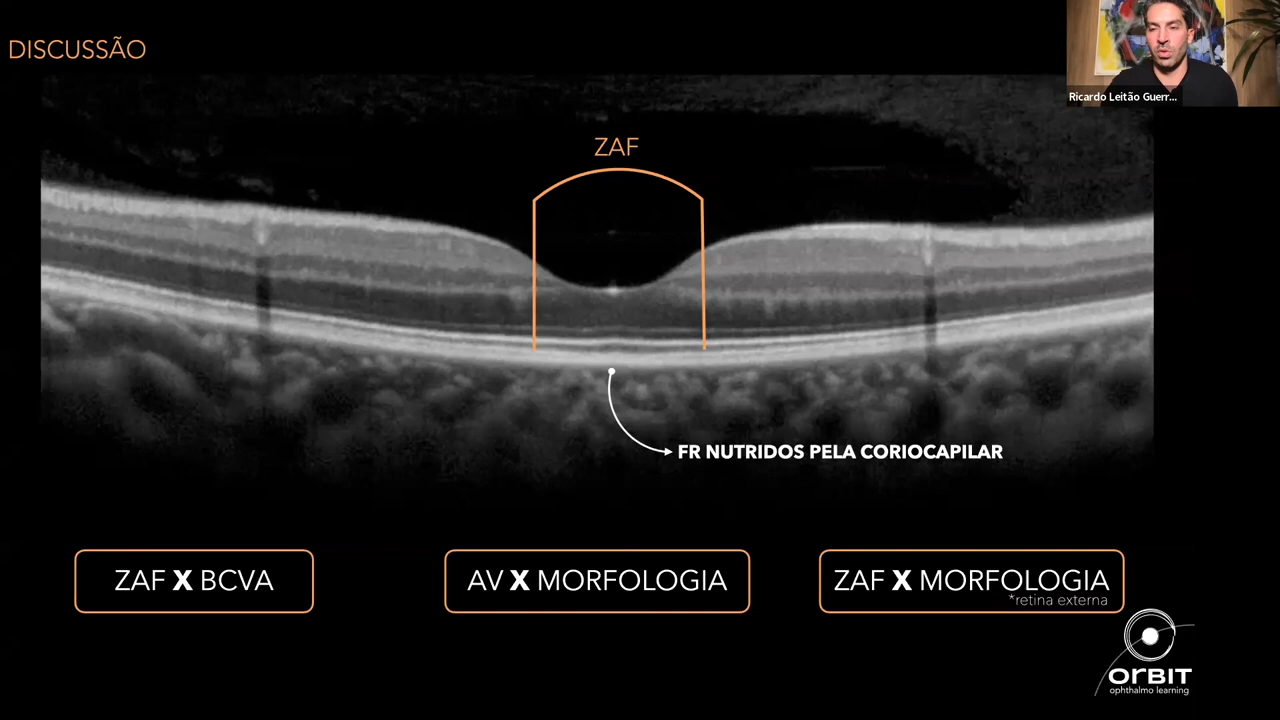 DISCUSSÃO
Ricardo Leitão Guerr...
ZAF
FR NUTRIDOS PELA CORIOCAPILAR
ZAF X BCVA
AV X MORFOLOGIA
ZAF X MORFOLOGIA
*retina externa
ORBIT
ophthalmo learning